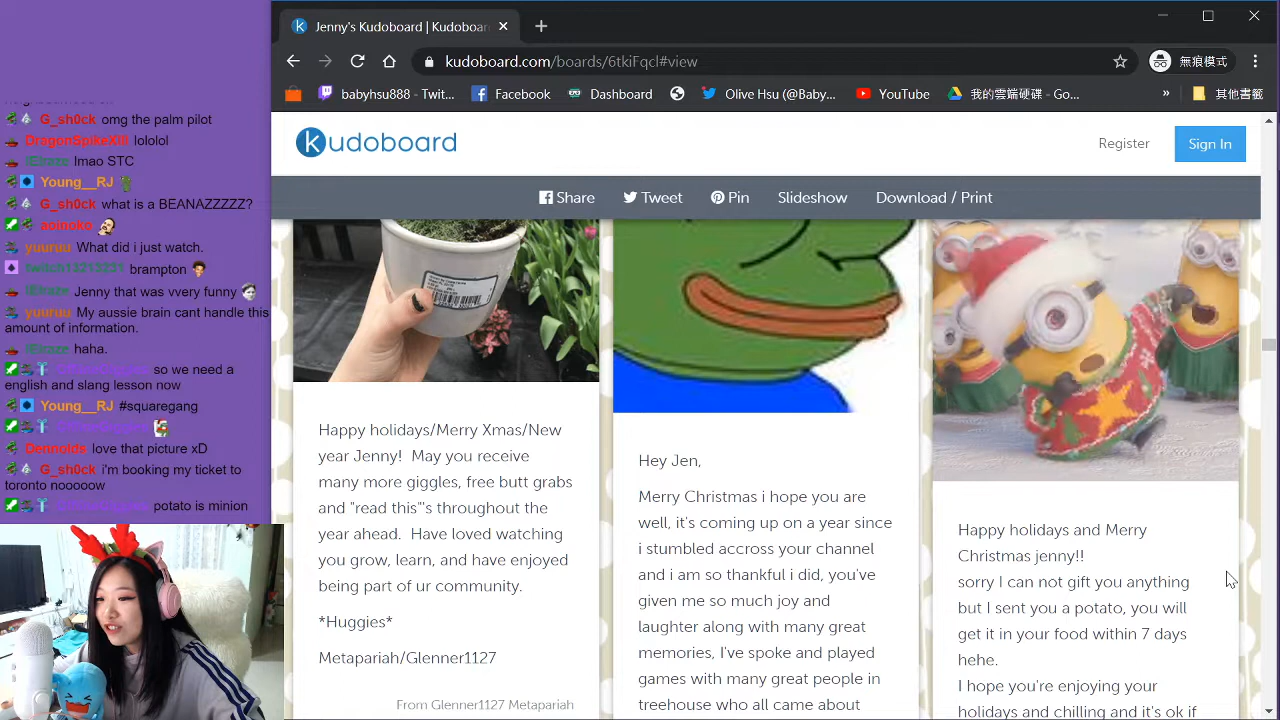 G_sh0ck omg the palm pilot
DragonSpikeXIII lololol
lElraze lmao STC
Young__RJ
G_sh0ck what is a BEANAZZZZZ?
aoinoko
yuuruu What did i just watch.
twitch13213231 brampton
lElraze Jenny that was vvery funny
yuuruu My aussie brain cant handle this
amount of information.
lElraze haha.
so we need a
english and slang lesson now
Young__RJ #squaregang
Dennoids love that picture xD
G_sh0ck i'm booking my ticket to
toronto nooooow
potato is minion
Jenny's Kudoboard | Kudoboar
kudoboard.com/boards/6tkiFqcl#view
無痕模式
babyhsu888 - Twit...
Facebook
Dashboard
Olive Hsu (@Baby...
YouTube
我的雲端硬碟 - Go...
»
其他書籤
kudoboard
Register
Sign In
Share
Tweet
Pin
Slideshow
Download / Print
Happy holidays/Merry Xmas/New
year Jenny! May you receive
many more giggles, free butt grabs
and "read this"'s throughout the
year ahead. Have loved watching
you grow, learn, and have enjoyed
being part of ur community.
*Huggies*
Metapariah/Glenner1127
From Glenner1127 Metapariah
Hey Jen,
Merry Christmas i hope you are
well, it's coming up on a year since
i stumbled accross your channel
and i am so thankful i did, you've
given me so much joy and
laughter along with many great
memories, I've spoke and played
games with many great people in
treehouse who all came about
Happy holidays and Merry
Christmas jenny!!
sorry I can not gift you anything
but I sent you a potato, you will
get it in your food within 7 days
hehe.
I hope you're enjoying your
holidays and chilling and it's ok if